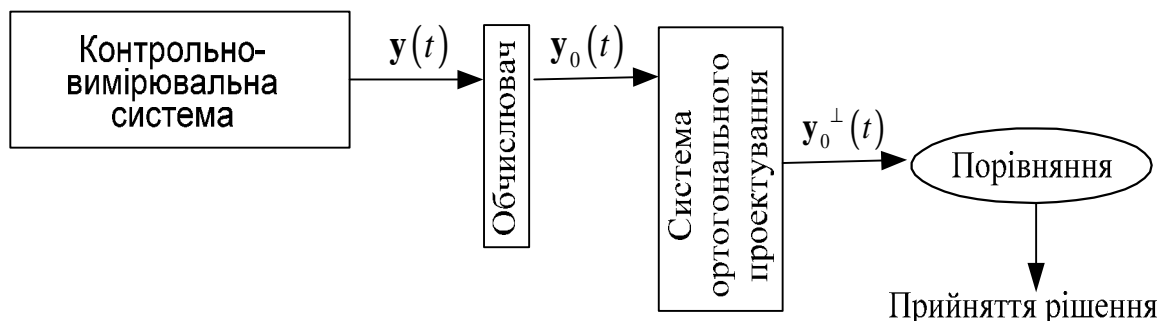 Контрольно-
вимірювальна
система
y(t)
Обчислювач
y₀(t)
Система
ортогонального
проектування
y₀⊥(t)
Порівняння
Прийняття рішення